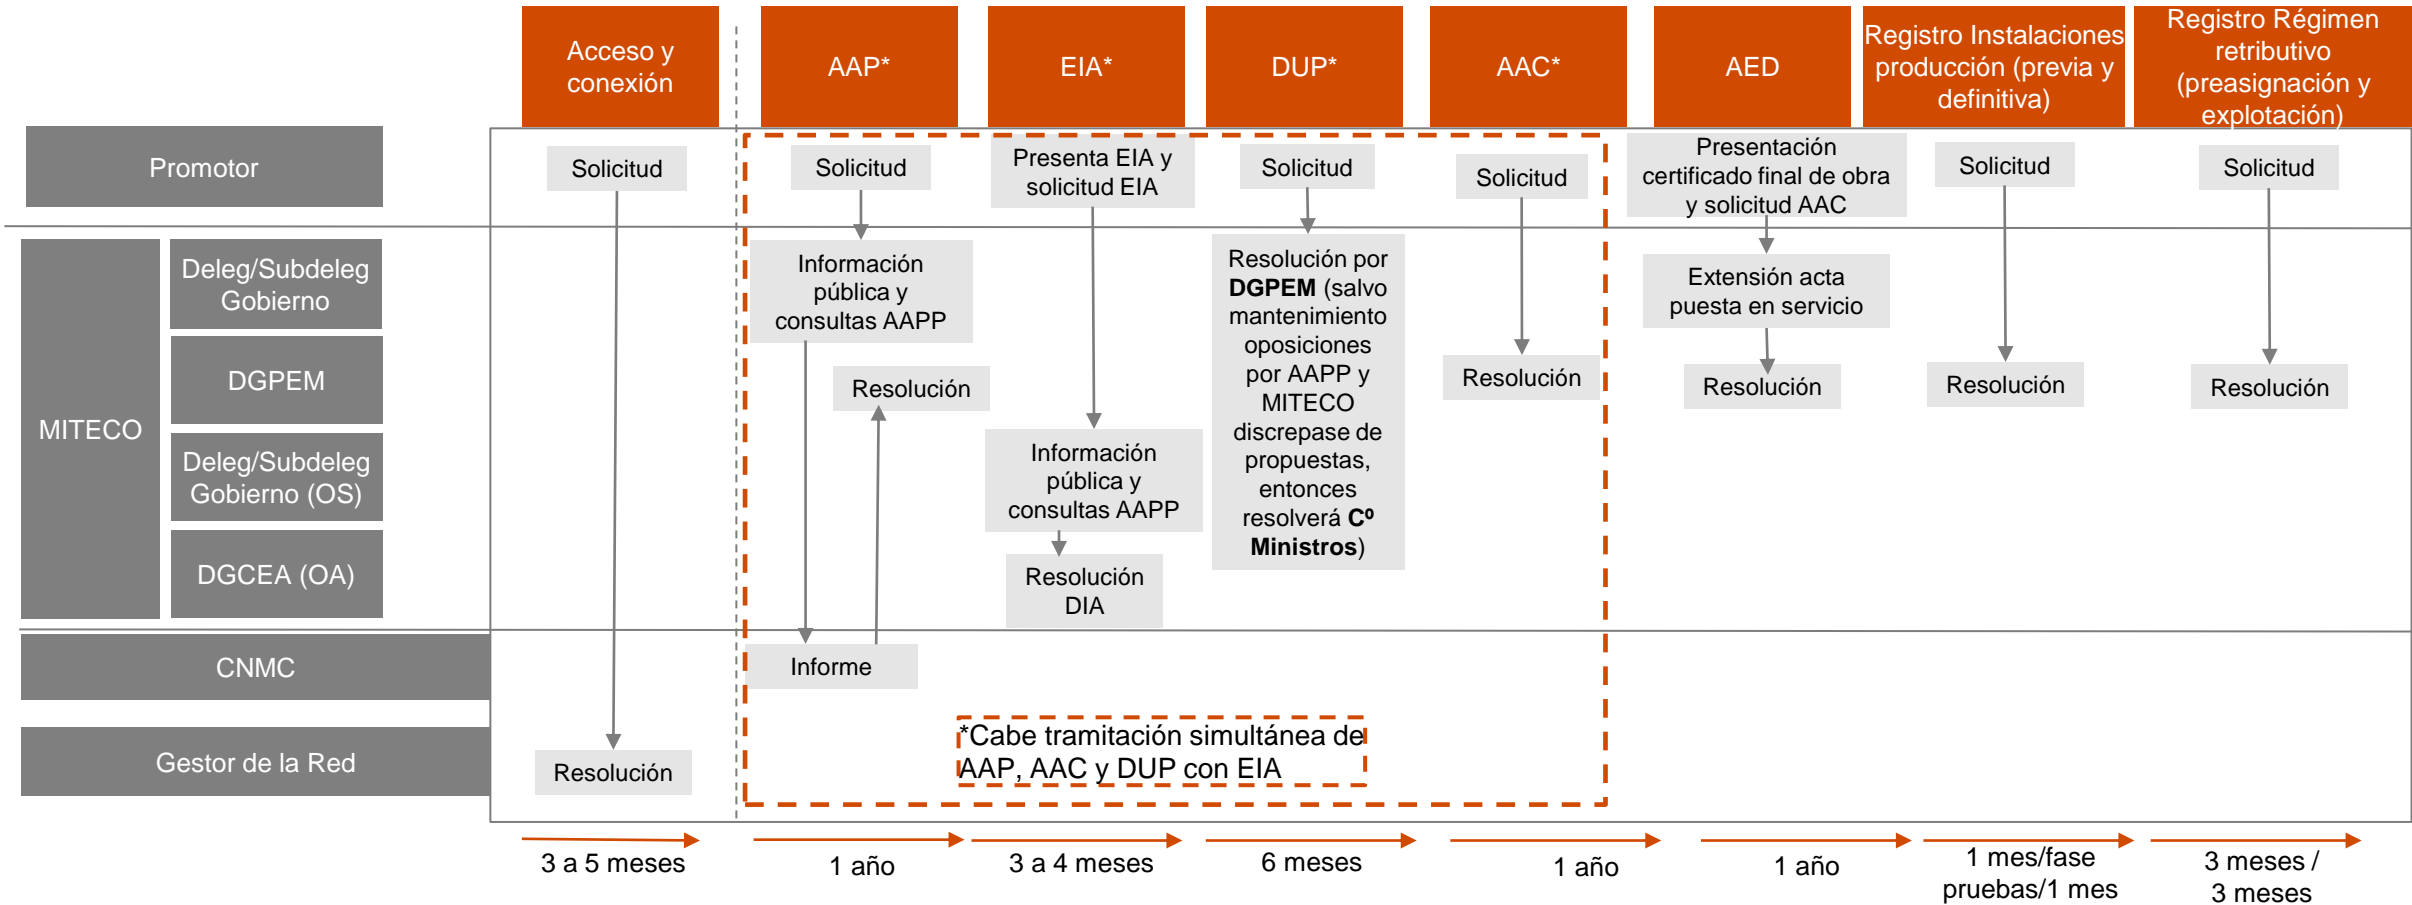 Acceso y
conexión
AAP*
EIA*
DUP*
AAC*
AED
Registro Instalaciones
producción (previa y
definitiva)
Registro Régimen
retributivo
(preasignación y
explotación)
Promotor
Solicitud
Solicitud
Presenta EIA y
solicitud EIA
Solicitud
Solicitud
Presentación
certificado final de obra
y solicitud AAC
Solicitud
Solicitud
MITECO
Deleg/Subdeleg
Gobierno
DGPEM
Deleg/Subdeleg
Gobierno (OS)
DGCEA (OA)
Información
pública y
consultas AAPP
Resolución
Información
pública y
consultas AAPP
Resolución
DIA
Resolución por
DGPEM (salvo
mantenimiento
oposiciones
por AAPP y
MITECO
discrepase de
propuestas,
entonces
resolverá Cº
Ministros)
Resolución
Extensión acta
puesta en servicio
Resolución
Resolución
Resolución
CNMC
Informe
Gestor de la Red
Resolución
*Cabe tramitación simultánea de
AAP, AAC y DUP con EIA
3 a 5 meses
1 año
3 a 4 meses
6 meses
1 año
1 año
1 mes/fase
pruebas/1 mes
3 meses /
3 meses